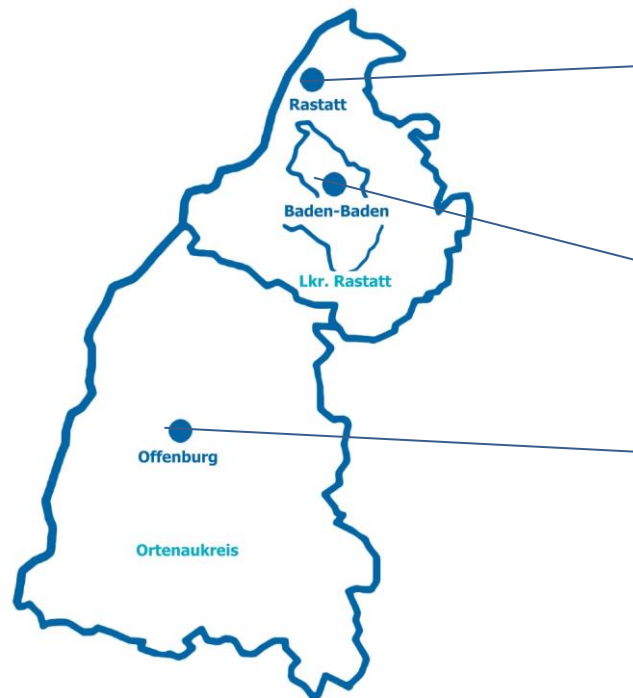 Rastatt
Baden-Baden
Lkr. Rastatt
Offenburg
Ortenaukreis